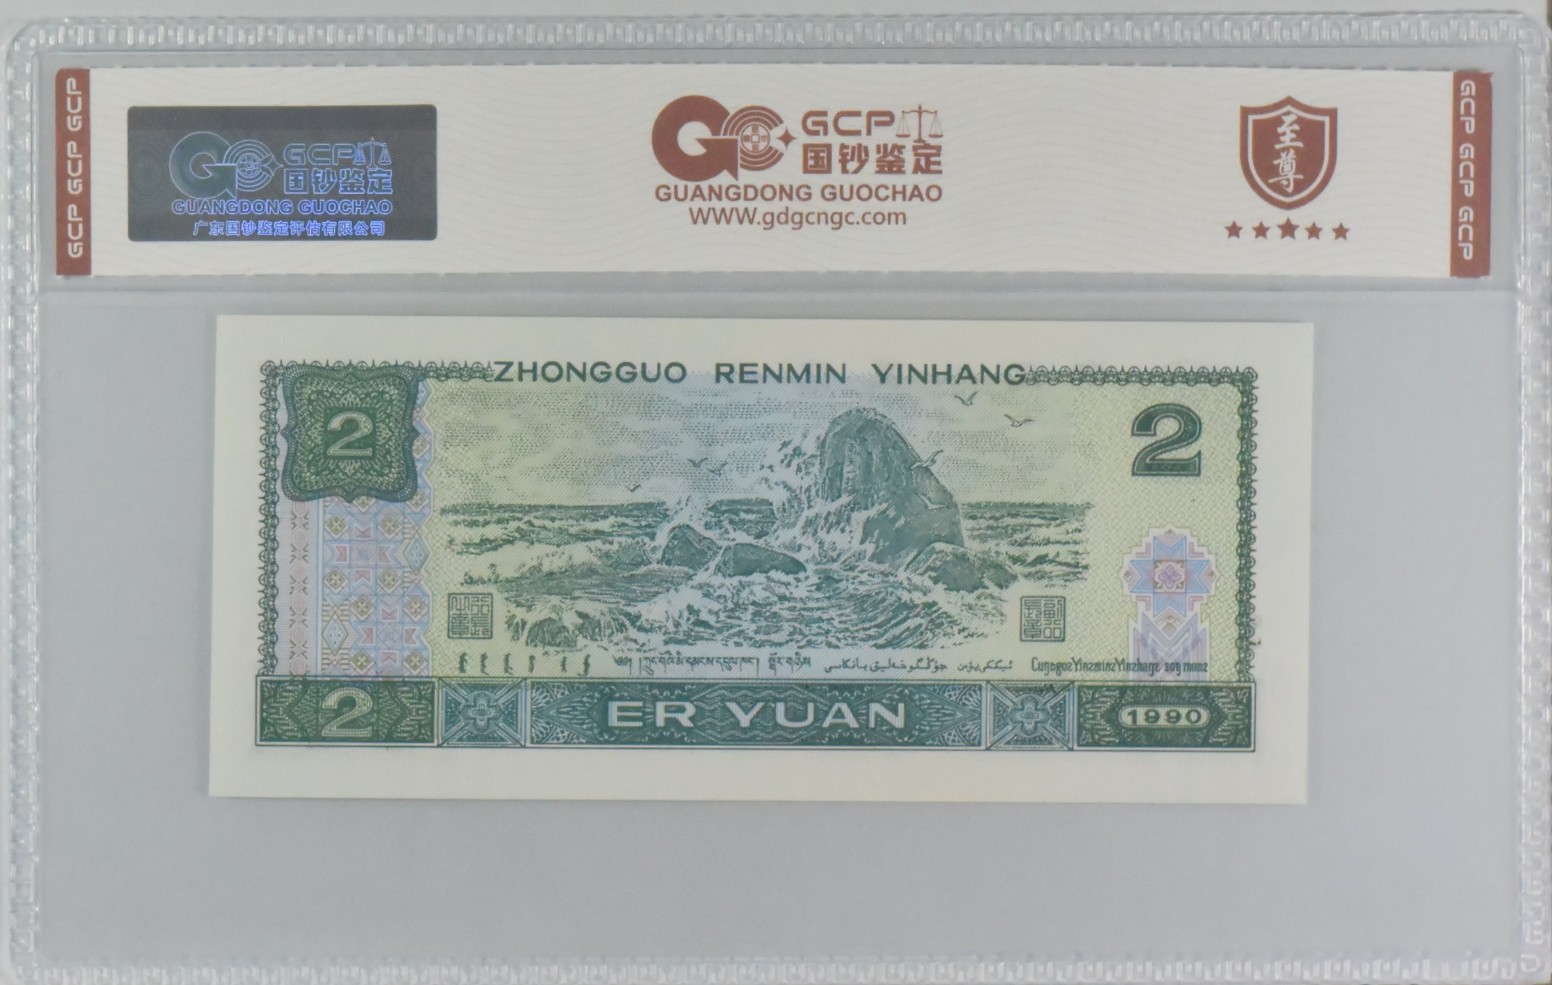 GCP GCP GCP
GCP
国钞鉴定
GUANGDONG GUOCHAO
广东国钞鉴定评估有限公司
GCP
国钞鉴定
GUANGDONG GUOCHAO
WWW.gdgcngc.com
至尊
GCP GCP GCP
ZHONGGUO RENMIN YINHANG
2
2
Cunghgoz Yinzminz Yinzhangz song maenz
2
ER YUAN
1990